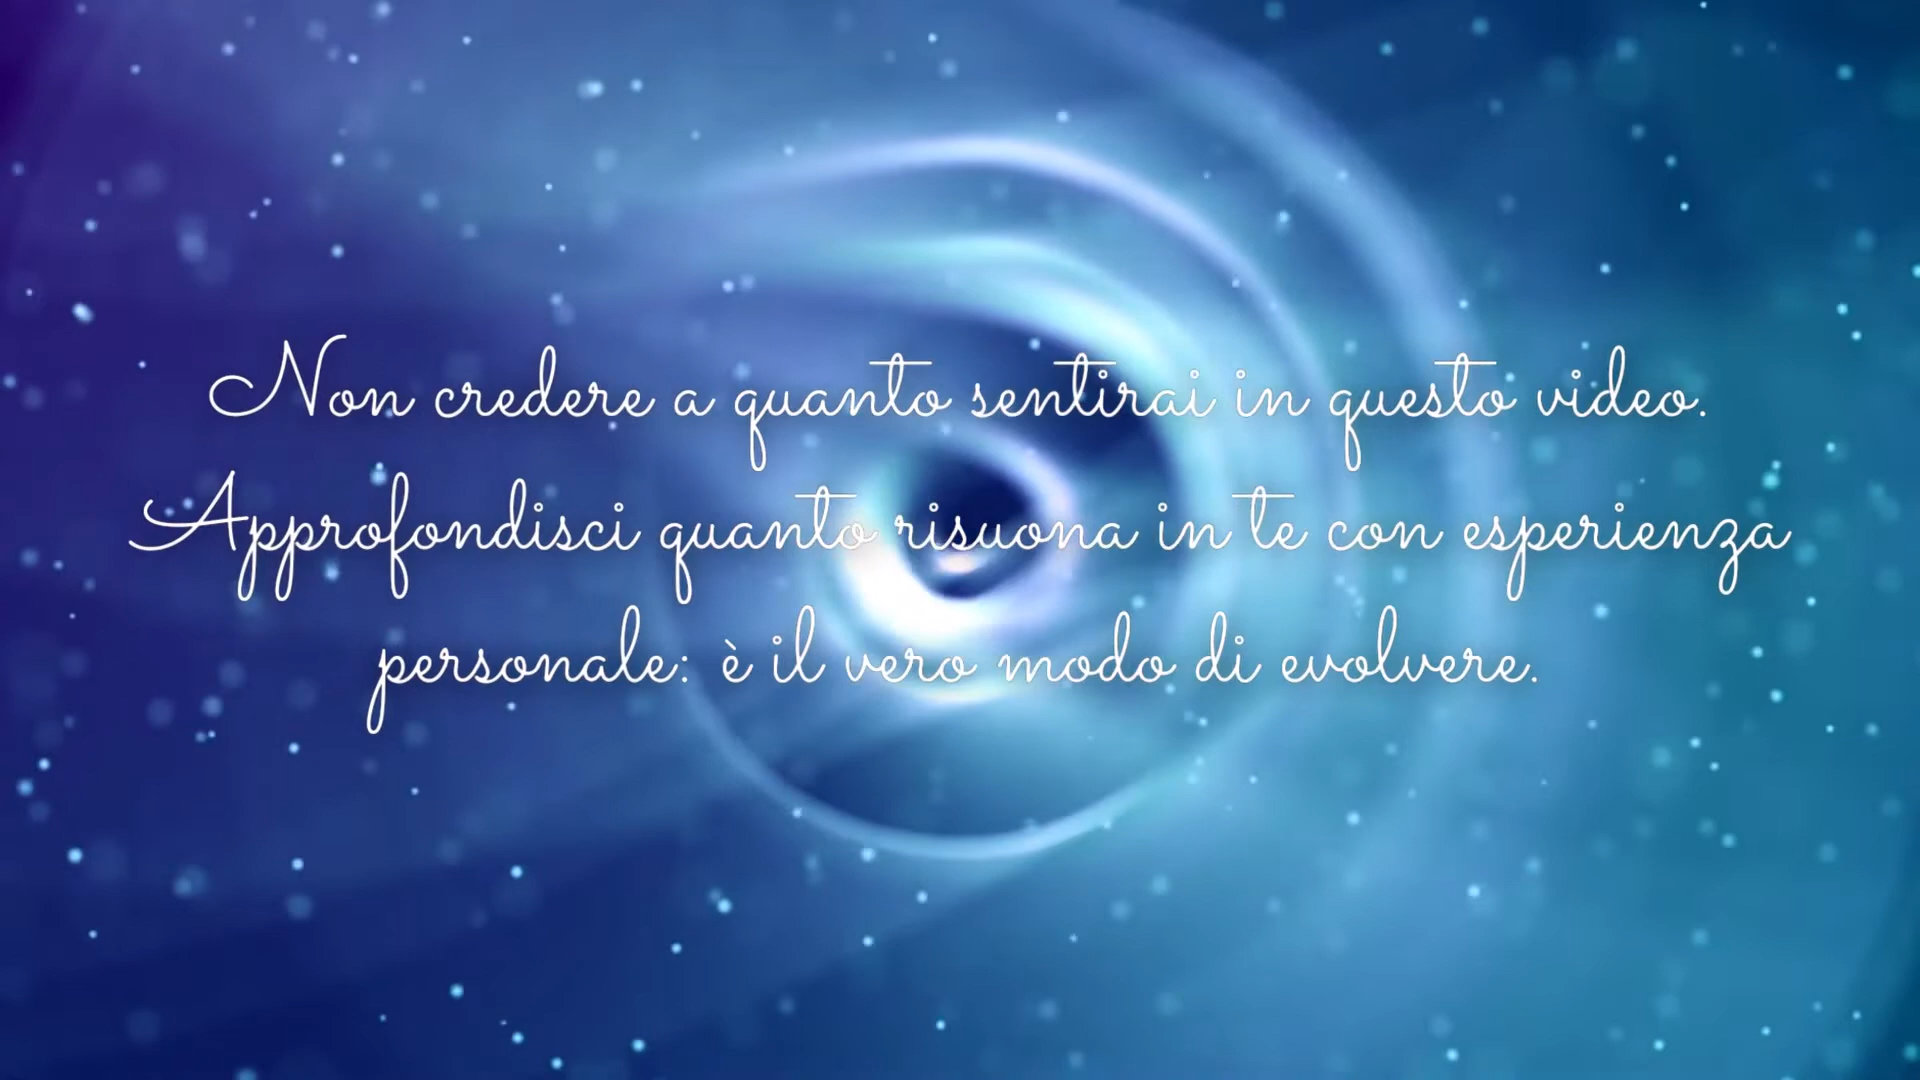 Non credere a quanto sentirai in questo video.
Approfondisci quanto risuona in te con esperienza
personale: è il vero modo di evolvere.